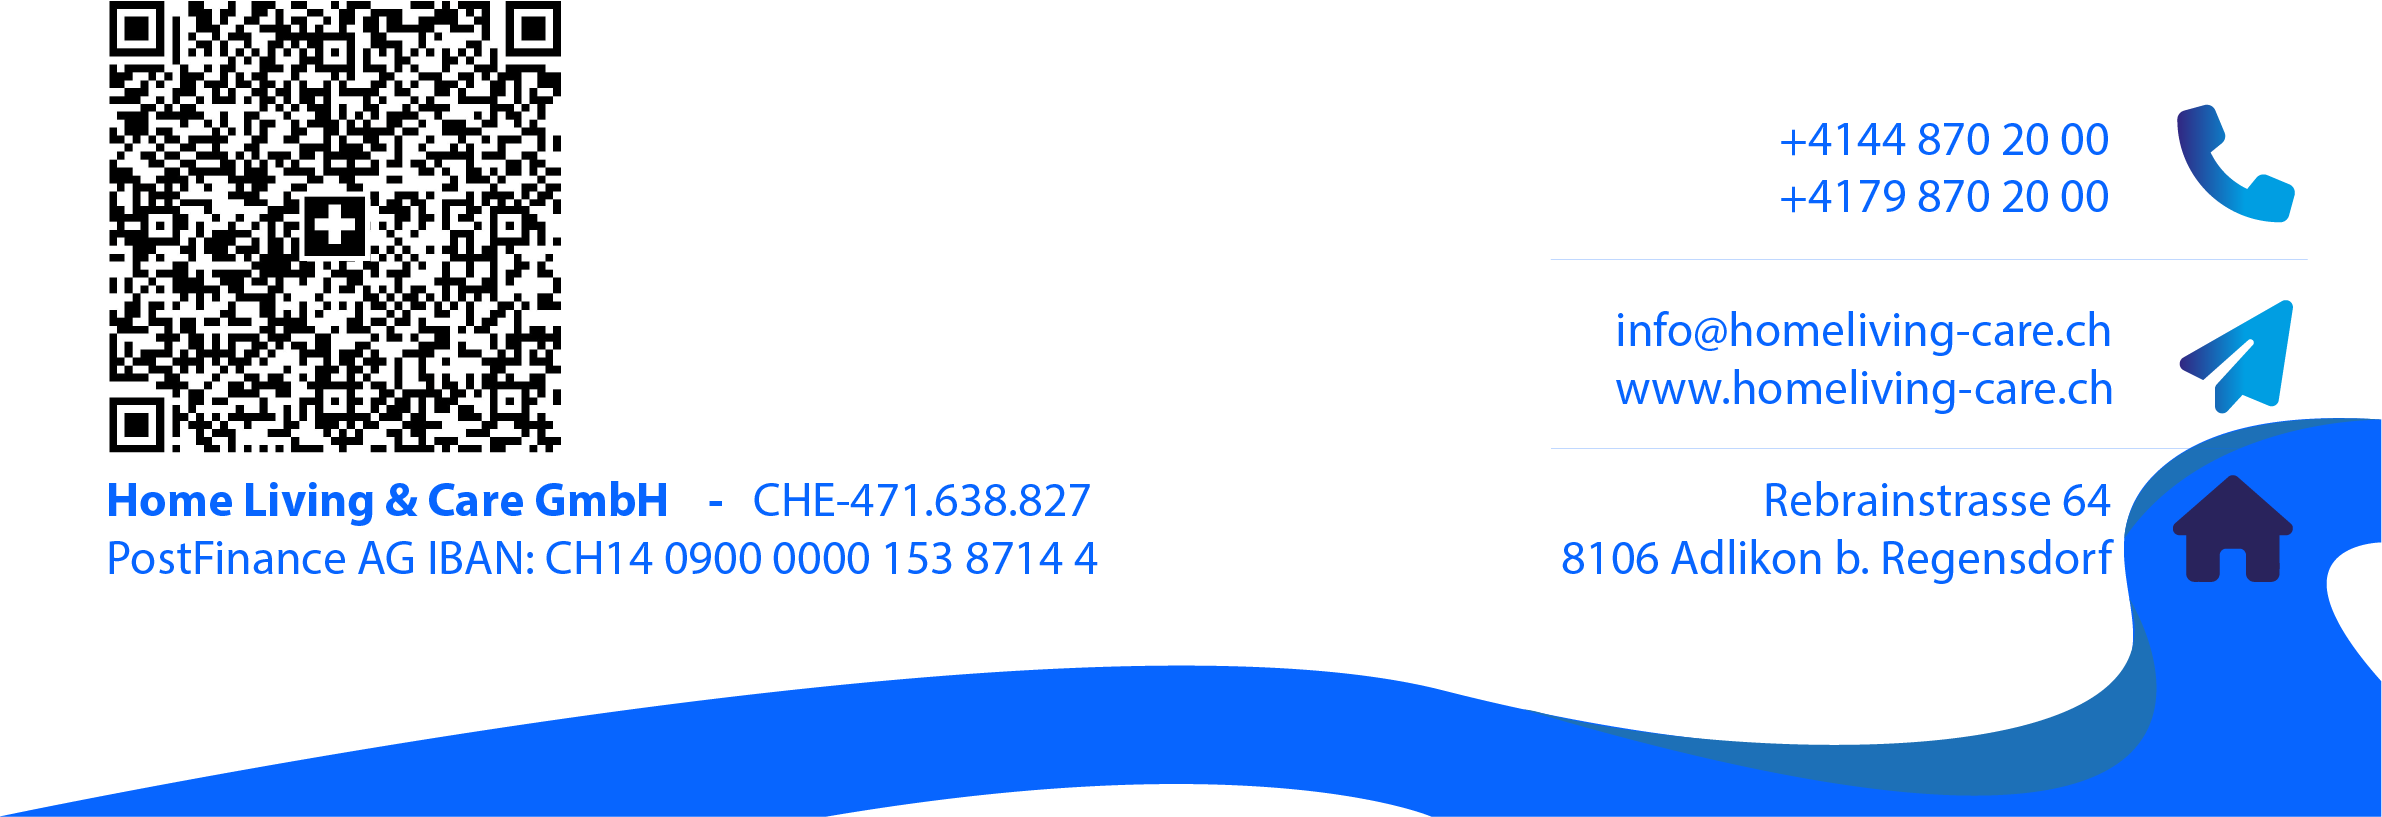 +4144 870 20 00
+4179 870 20 00
info@homeliving-care.ch
www.homeliving-care.ch
Home Living & Care GmbH - CHE-471.638.827
PostFinance AG IBAN: CH14 0900 0000 153 8714 4
Rebrainstrasse 64
8106 Adlikon b. Regensdorf